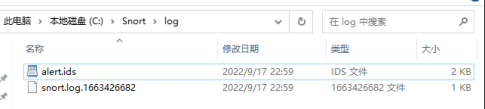 此电脑 > 本地磁盘 (C:) > Snort > log
在 log 中搜索
名称 修改日期 类型 大小
alert.ids 2022/9/17 22:59 IDS 文件 2 KB
snort.log.1663426682 2022/9/17 22:59 1663426682 文件 1 KB